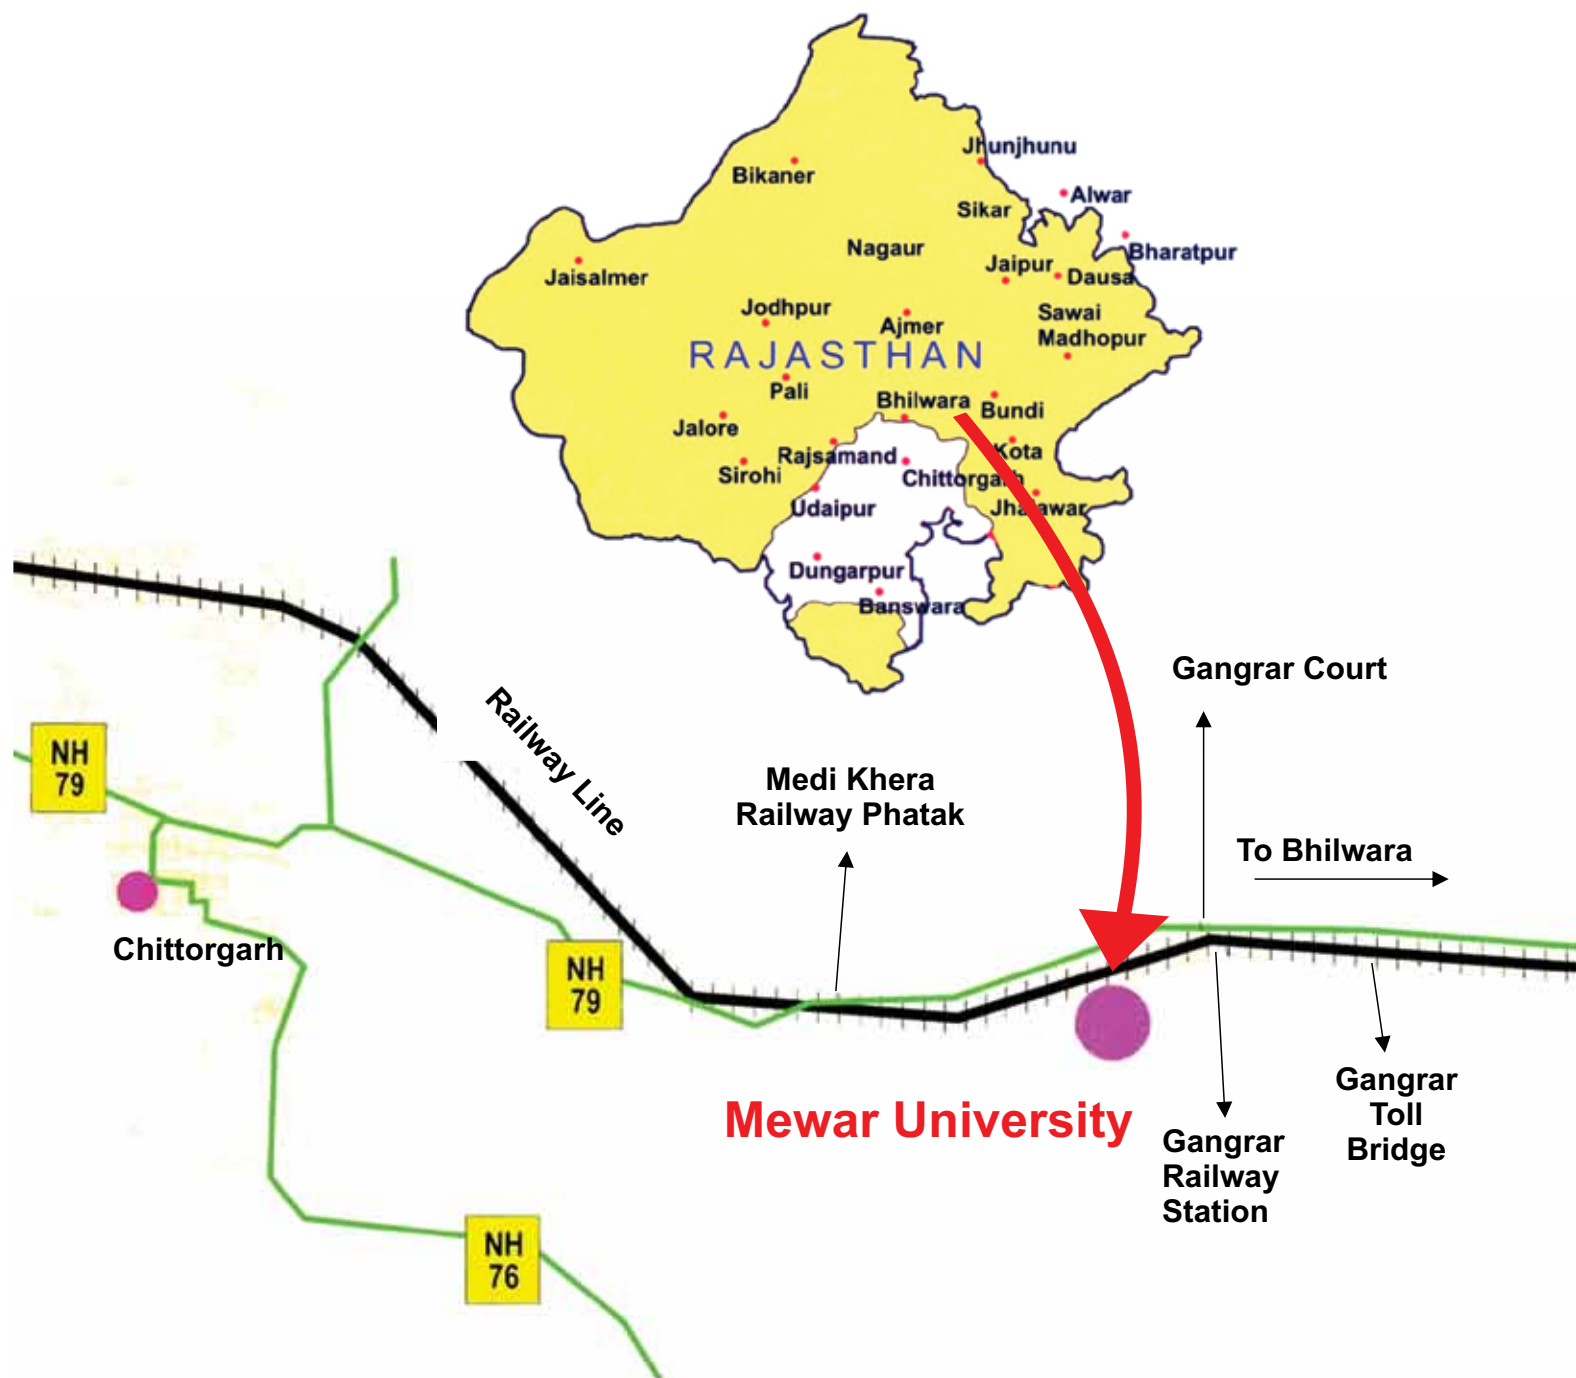 Jhunjhunu
Bikaner
Alwar
Sikar
Nagaur
Bharatpur
Jaipur
Dausa
Jaisalmer
Jodhpur
Ajmer
Sawai
Madhopur
RAJASTHAN
Pali
Bhilwara
Bundi
Jalore
Kota
Rajsamand
Sirohi
Chittorgarh
Udaipur
Jhalawar
Dungarpur
Banswara
Gangrar Court
Railway Line
NH
79
Medi Khera
Railway Phatak
To Bhilwara
Chittorgarh
NH
79
Mewar University
Gangrar
Toll
Bridge
Gangrar
Railway
Station
NH
76